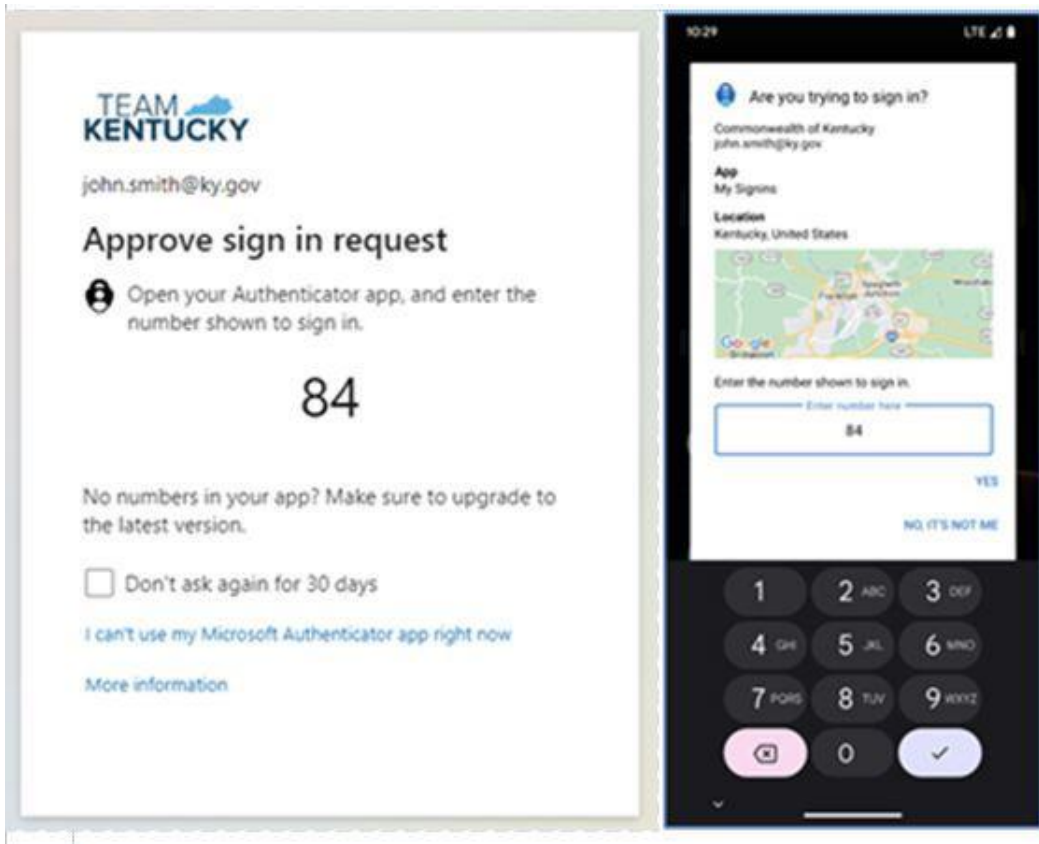 TEAM
KENTUCKY
john.smith@ky.gov
Approve sign in request
Open your Authenticator app, and enter the
number shown to sign in.
84
No numbers in your app? Make sure to upgrade to
the latest version.
Don't ask again for 30 days
I can't use my Microsoft Authenticator app right now
More information
10:29 LTE
Are you trying to sign in?
Commonwealth of Kentucky
john.smith@ky.gov
App
My Signins
Location
Kentucky, United States
Google
Enter the number shown to sign in.
Enter number here
84
YES
NO, IT'S NOT ME
1 2 ABC 3 DEF
4 GHI 5 JKL 6 MNO
7 PQRS 8 TUV 9 WXYZ
0